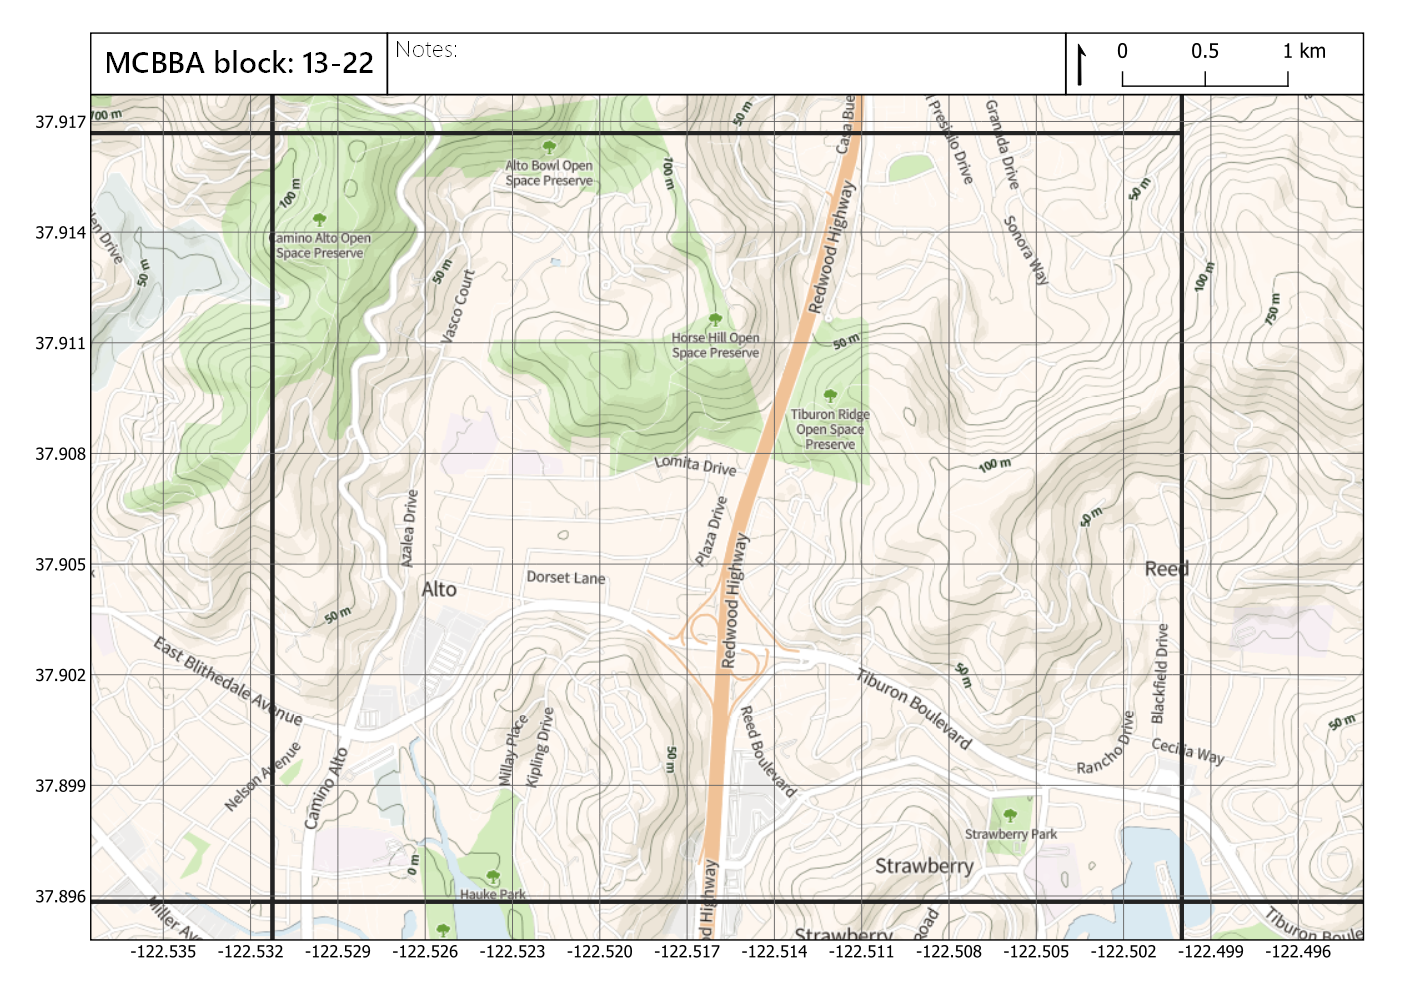 MCBBA block: 13-22
Notes:
0 0.5 1 km
37.917
37.914
37.911
37.908
37.905
37.902
37.899
37.896
-122.535
-122.532
-122.529
-122.526
-122.523
-122.520
-122.517
-122.514
-122.511
-122.508
-122.505
-122.502
-122.499
-122.496
700 m
50 m
Casa Bue
Presidio Drive
Granada Drive
Alto Bowl Open
Space Preserve
100 m
100 m
50 m
Camino Alto Open
Space Preserve
len Drive
50 m
50 m
Vasco Court
Redwood Highway
Sonora Way
100 m
750 m
Horse Hill Open
Space Preserve
50 m
Tiburon Ridge
Open Space
Preserve
Lomita Drive
100 m
Azalea Drive
Plaza Drive
50 m
Redwood Highway
Dorset Lane
Alto
Reed
50 m
East Blithedale Avenue
Blackfield Drive
50 m
Tiburon Boulevard
Millay Place
Kipling Drive
50 m
Reed Boulevard
Rancho Drive
Cecilia Way
50 m
Nelson Avenue
Camino Alto
Strawberry Park
0 m
Strawberry
Hauke Park
od Highway
Miller Av
Strawberry
Road
Tiburon Boule